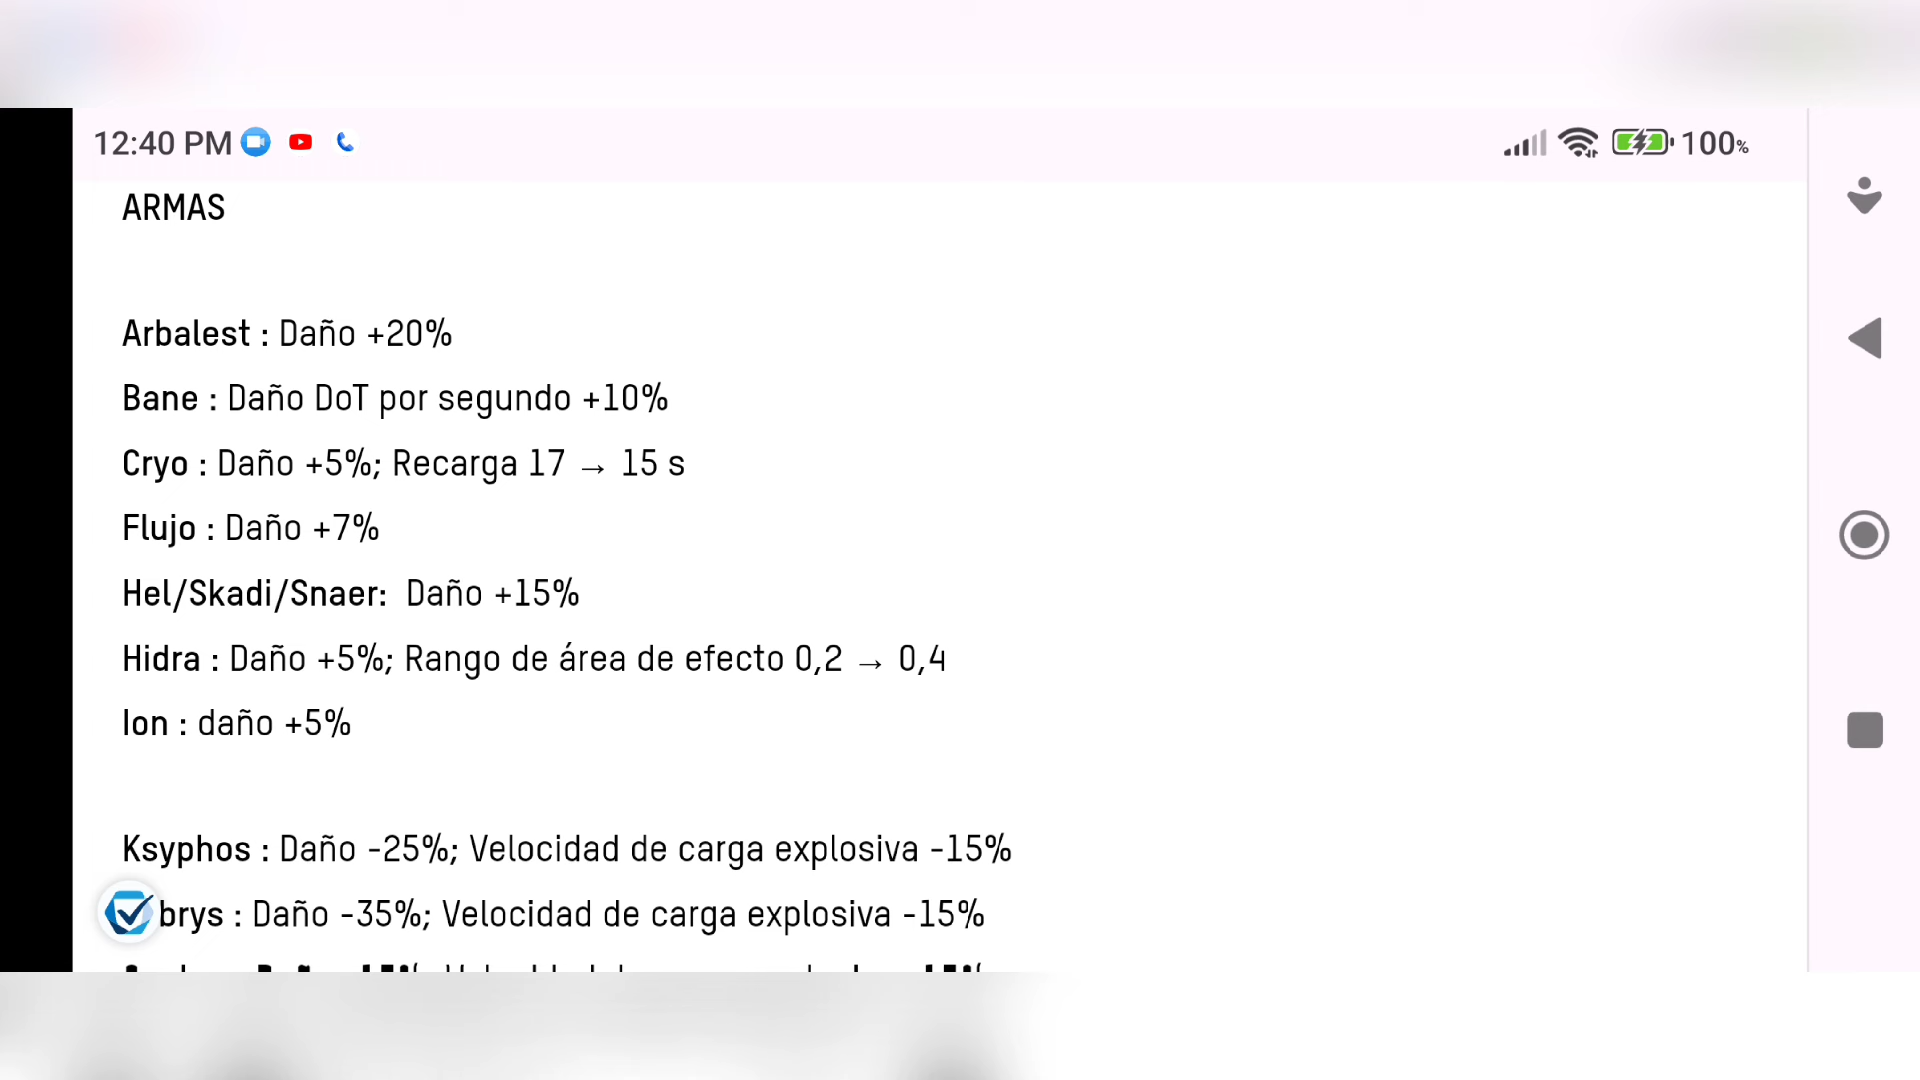 12:40 PM
100%
ARMAS
Arbalest : Daño +20%
Bane : Daño DoT por segundo +10%
Cryo : Daño +5%; Recarga 17 → 15 s
Flujo : Daño +7%
Hel/Skadi/Snaer: Daño +15%
Hidra : Daño +5%; Rango de área de efecto 0,2 → 0,4
Ion : daño +5%
Ksyphos : Daño -25%; Velocidad de carga explosiva -15%
brys : Daño -35%; Velocidad de carga explosiva -15%